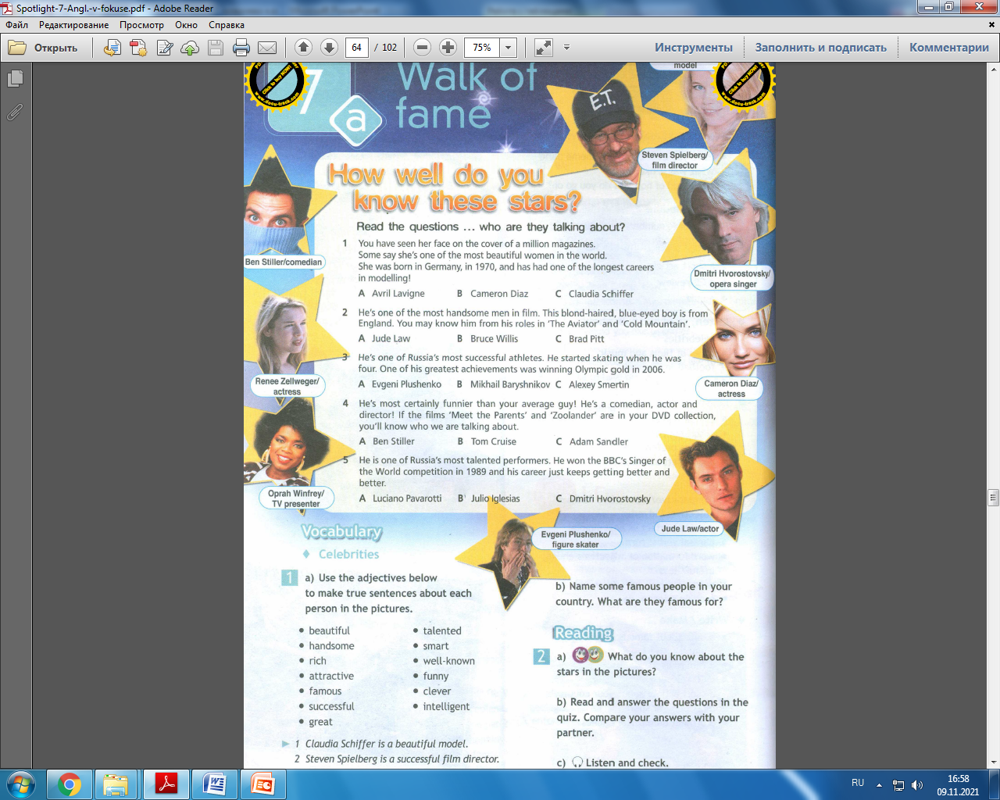 Spotlight-7-Angl.-v-fokuse.pdf - Adobe Reader
Файл Редактирование Просмотр Окно Справка
Открыть 64 / 102 75% Инструменты Заполнить и подписать Комментарии
7 a
Walk of
fame
Click to buy NOW!
www.docu-track.com
Click to buy NOW!
www.docu-track.com
model
E.T.
Steven Spielberg/
film director
How well do you
know these stars?
Read the questions ... who are they talking about?
Ben Stiller/comedian
Dmitri Hvorostovsky/
opera singer
1 You have seen her face on the cover of a million magazines.
Some say she's one of the most beautiful women in the world.
She was born in Germany, in 1970, and has had one of the longest careers
in modelling!
A Avril Lavigne B Cameron Diaz C Claudia Schiffer
2 He's one of the most handsome men in film. This blond-haired, blue-eyed boy is from
England. You may know him from his roles in 'The Aviator' and 'Cold Mountain'.
A Jude Law B Bruce Willis C Brad Pitt
3 He's one of Russia's most successful athletes. He started skating when he was
four. One of his greatest achievements was winning Olympic gold in 2006.
A Evgeni Plushenko B Mikhail Baryshnikov C Alexey Smertin
Renee Zellweger/
actress
Cameron Diaz/
actress
4 He's most certainly funnier than your average guy! He's a comedian, actor and
director! If the films 'Meet the Parents' and 'Zoolander' are in your DVD collection,
you'll know who we are talking about.
A Ben Stiller B Tom Cruise C Adam Sandler
5 He is one of Russia's most talented performers. He won the BBC's Singer of
the World competition in 1989 and his career just keeps getting better and
better.
A Luciano Pavarotti B Julio Iglesias C Dmitri Hvorostovsky
Oprah Winfrey/
TV presenter
Jude Law/actor
Evgeni Plushenko/
figure skater
Vocabulary
Celebrities
1 a) Use the adjectives below
to make true sentences about each
person in the pictures.
• beautiful • talented
• handsome • smart
• rich • well-known
• attractive • funny
• famous • clever
• successful • intelligent
• great
1 Claudia Schiffer is a beautiful model.
2 Steven Spielberg is a successful film director.
b) Name some famous people in your
country. What are they famous for?
Reading
2 a) What do you know about the
stars in the pictures?
b) Read and answer the questions in the
quiz. Compare your answers with your
partner.
c) Listen and check.
RU 16:58
09.11.2021